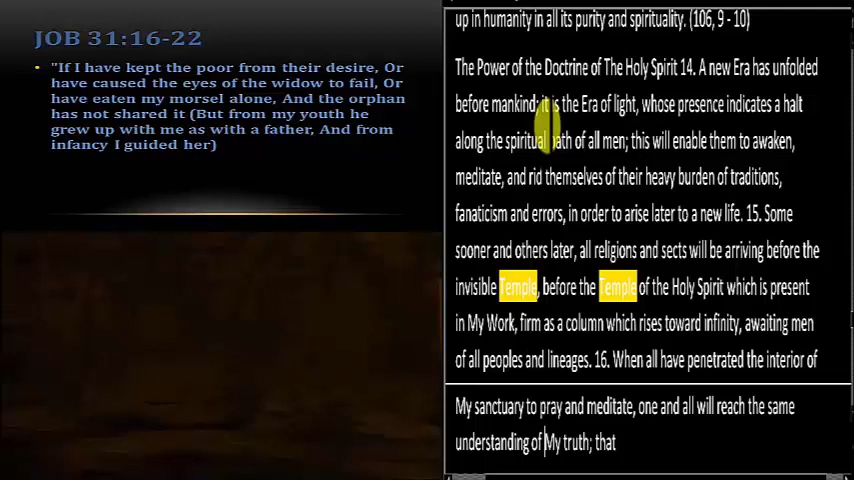 JOB 31:16-22
• "If I have kept the poor from their desire, Or
have caused the eyes of the widow to fail, Or
have eaten my morsel alone, And the orphan
has not shared it (But from my youth he
grew up with me as with a father, And from
infancy I guided her)
up in humanity in all its purity and spirituality. (106, 9 - 10)
The Power of the Doctrine of The Holy Spirit 14. A new Era has unfolded
before mankind; it is the Era of light, whose presence indicates a halt
along the spiritual path of all men; this will enable them to awaken,
meditate, and rid themselves of their heavy burden of traditions,
fanaticism and errors, in order to arise later to a new life. 15. Some
sooner and others later, all religions and sects will be arriving before the
invisible Temple, before the Temple of the Holy Spirit which is present
in My Work, firm as a column which rises toward infinity, awaiting men
of all peoples and lineages. 16. When all have penetrated the interior of
My sanctuary to pray and meditate, one and all will reach the same
understanding of My truth; that